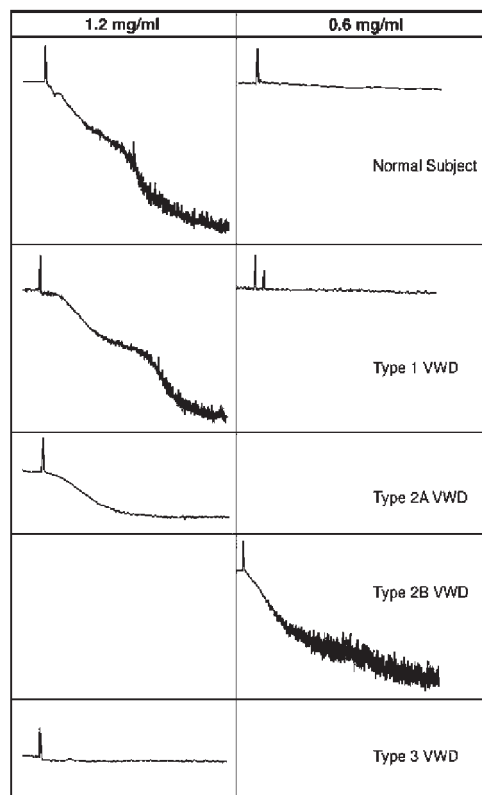 1.2 mg/ml
0.6 mg/ml
Normal Subject
Type 1 VWD
Type 2A VWD
Type 2B VWD
Type 3 VWD